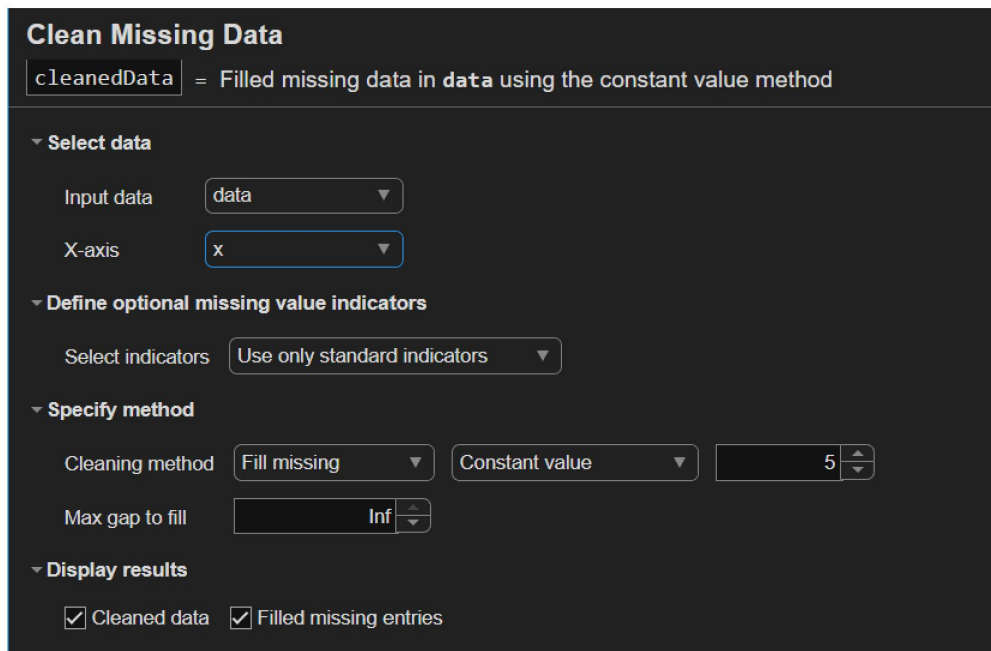 Clean Missing Data
cleanedData = Filled missing data in data using the constant value method
Select data
Input data data
X-axis x
Define optional missing value indicators
Select indicators Use only standard indicators
Specify method
Cleaning method Fill missing Constant value 5
Max gap to fill Inf
Display results
Cleaned data Filled missing entries